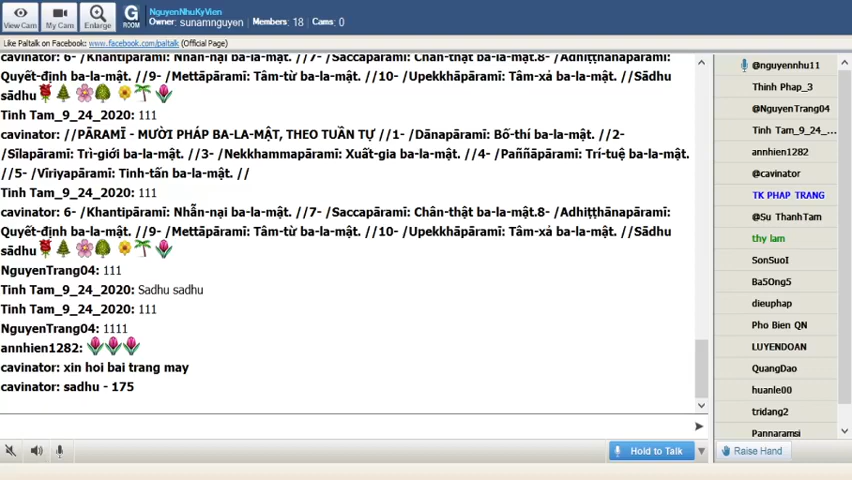 NguyenNhuKyVien
Owner: sunamnguyen Members: 18 Cams: 0
View Cam My Cam Enlarge G ROOM
Like Paltalk on Facebook: www.facebook.com/paltalk (Official Page)
cavinator: 6- /Khantipāramī: Nhẫn-nại ba-la-mật. //7- /Saccapāramī: Chân-thật ba-la-mật.8- /Adhiṭṭhānapāramī:
Quyết-định ba-la-mật. //9- /Mettāpāramī: Tâm-từ ba-la-mật. //10- /Upekkhāpāramī: Tâm-xả ba-la-mật. //Sādhu
sādhu
Tinh Tam_9_24_2020: 111
cavinator: //PĀRAMĪ - MƯỜI PHÁP BA-LA-MẬT, THEO TUẦN TỰ //1- /Dānapāramī: Bố-thí ba-la-mật. //2-
/Sīlapāramī: Trì-giới ba-la-mật. //3- /Nekkhammapāramī: Xuất-gia ba-la-mật. //4- /Paññāpāramī: Trí-tuệ ba-la-mật.
//5- /Vīriyapāramī: Tinh-tấn ba-la-mật. //
Tinh Tam_9_24_2020: 111
cavinator: 6- /Khantipāramī: Nhẫn-nại ba-la-mật. //7- /Saccapāramī: Chân-thật ba-la-mật.8- /Adhiṭṭhānapāramī:
Quyết-định ba-la-mật. //9- /Mettāpāramī: Tâm-từ ba-la-mật. //10- /Upekkhāpāramī: Tâm-xả ba-la-mật. //Sādhu
sādhu
NguyenTrang04: 111
Tinh Tam_9_24_2020: Sadhu sadhu
Tinh Tam_9_24_2020: 111
NguyenTrang04: 1111
annhien1282:
cavinator: xin hoi bai trang may
cavinator: sadhu - 175
Hold to Talk
@nguyennhu11
Thinh Phap_3
@NguyenTrang04
Tinh Tam_9_24_...
annhien1282
@cavinator
TK PHAP TRANG
@Su ThanhTam
thy lam
SonSuoI
Ba5Ong5
dieuphap
Pho Bien QN
LUYENDOAN
QuangDao
huanle00
tridang2
Pannaramsi
Raise Hand